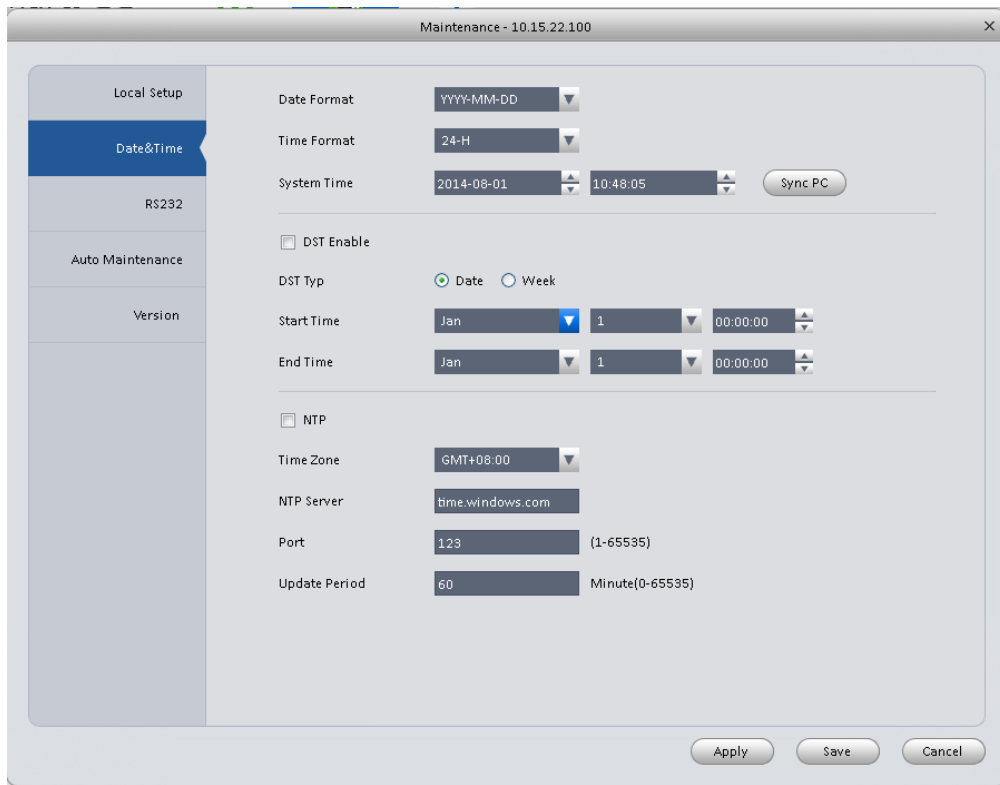 Maintenance - 10.15.22.100
Local Setup
Date&Time
RS232
Auto Maintenance
Version
Date Format YYYY-MM-DD
Time Format 24-H
System Time 2014-08-01 10:48:05 Sync PC
DST Enable
DST Typ Date Week
Start Time Jan 1 00:00:00
End Time Jan 1 00:00:00
NTP
Time Zone GMT+08:00
NTP Server time.windows.com
Port 123 (1-65535)
Update Period 60 Minute(0-65535)
Apply Save Cancel